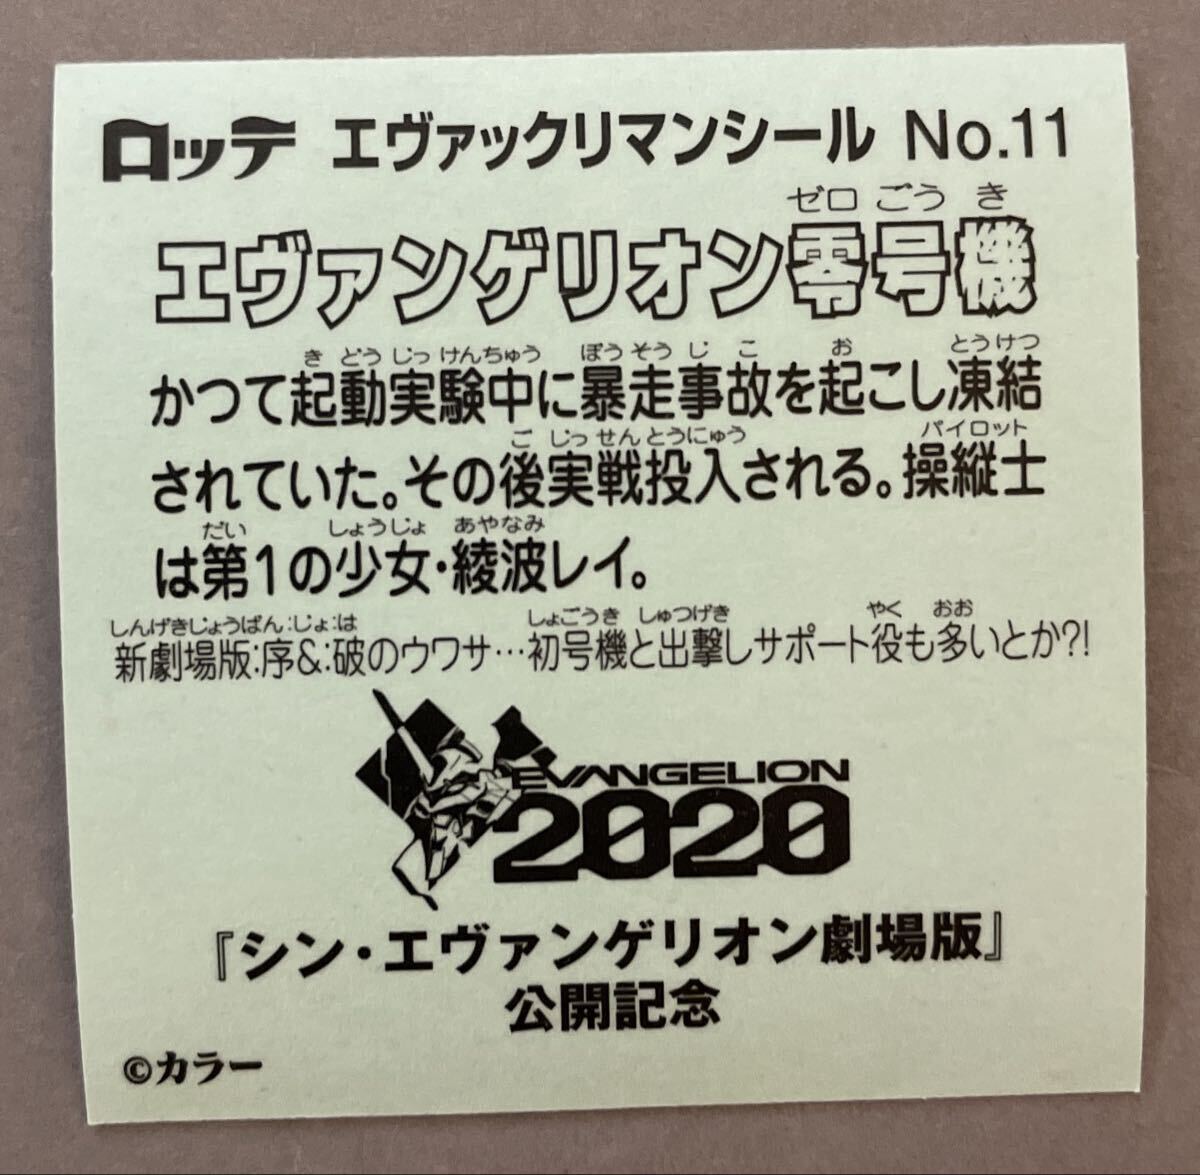 ロッテ エヴァックリマンシール No.11
ゼロ ごう き
エヴァンゲリオン零号機
き どう じっ けんちゅう ぼう そう じ こ お とう けつ
かつて起動実験中に暴走事故を起こし凍結
ご じっ せん とうにゅう パイロット
されていた。その後実戦投入される。操縦士
だい しょうじょ あやなみ
は第1の少女・綾波レイ。
しんげきじょうばん:じょ:は しょごうき しゅつげき やく おお
新劇場版:序&:破のウワサ…初号機と出撃しサポート役も多いとか?!
EVANGELION
2020
『シン・エヴァンゲリオン劇場版』
公開記念
©カラー